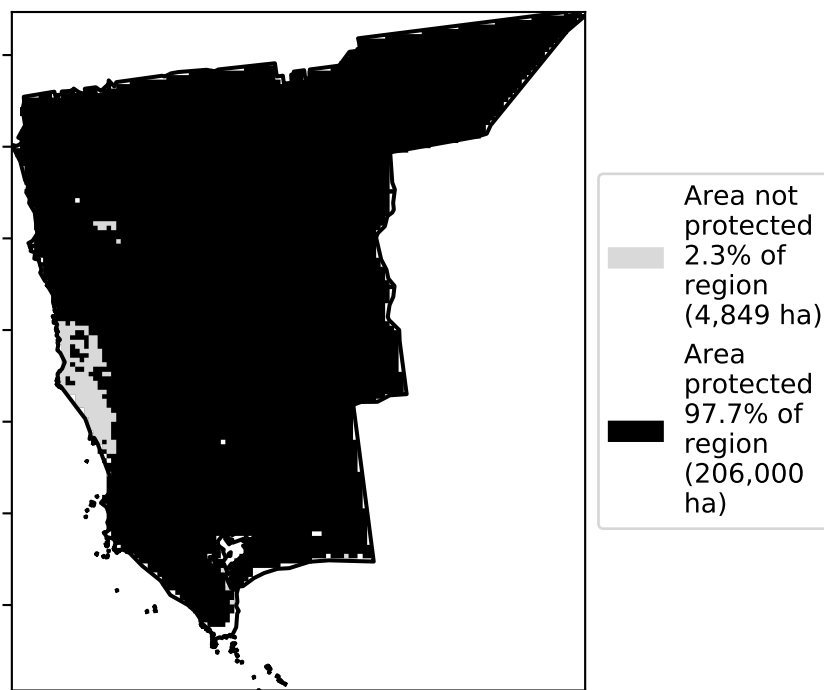 Area not
protected
2.3% of
region
(4,849 ha)
Area
protected
97.7% of
region
(206,000
ha)